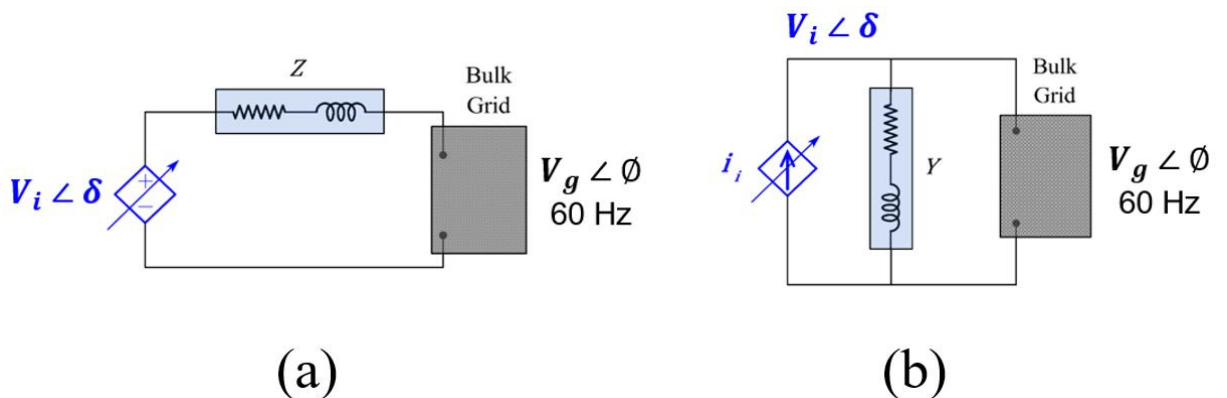 Z
Bulk
Grid
V_i ∠ δ
+
−
V_g ∠ Ø
60 Hz
(a)
V_i ∠ δ
Bulk
Grid
i_i
Y
V_g ∠ Ø
60 Hz
(b)